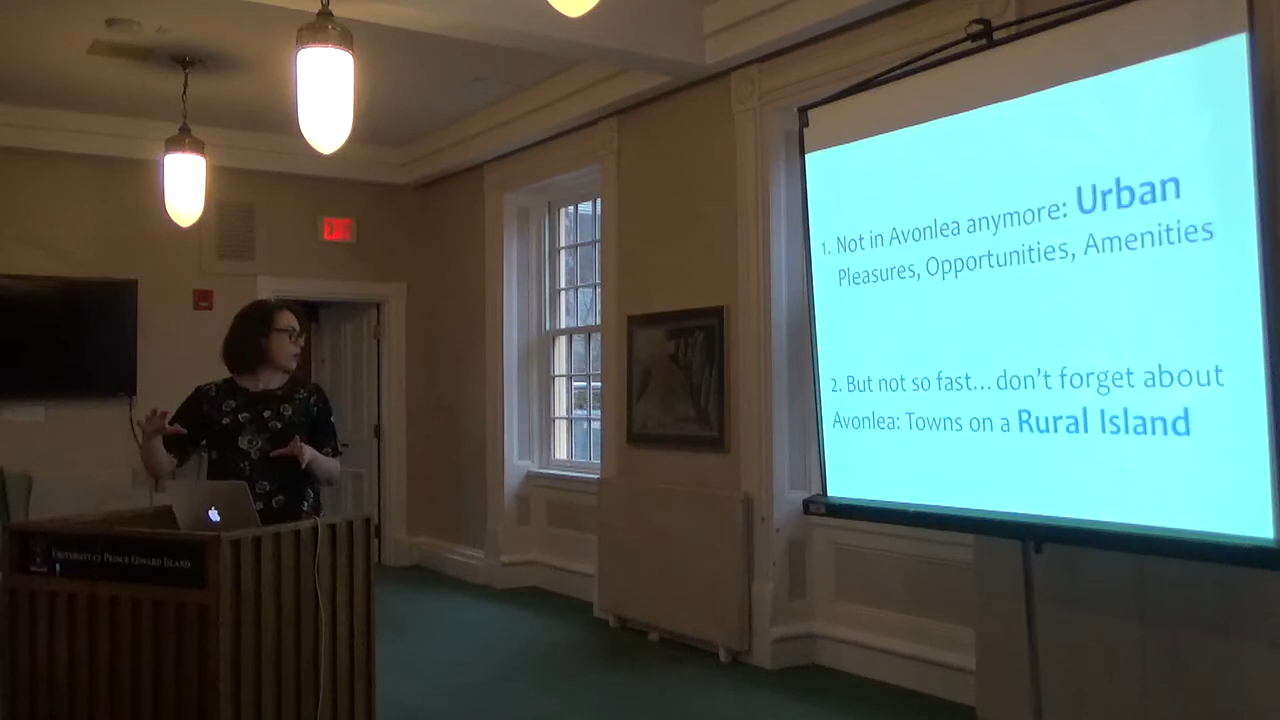 1. Not in Avonlea anymore: Urban
Pleasures, Opportunities, Amenities
2. But not so fast... don't forget about
Avonlea: Towns on a Rural Island
UNIVERSITY of PRINCE EDWARD ISLAND
EXIT